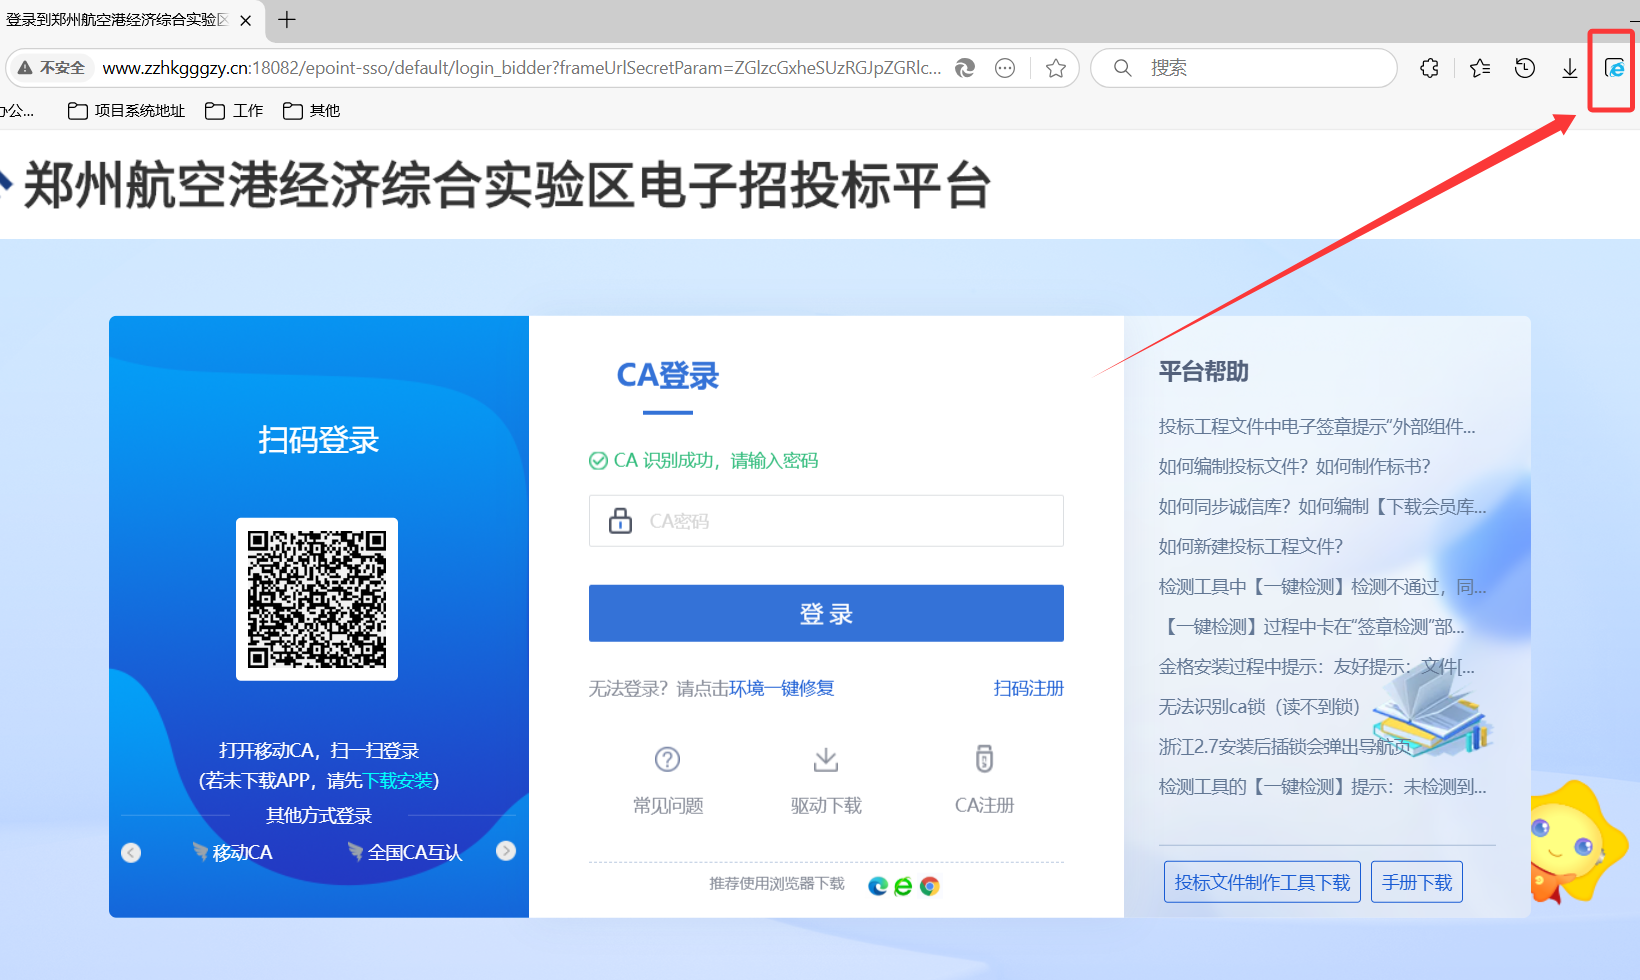 登录到郑州航空港经济综合实验区
不安全
www.zzhkgggzy.cn:18082/epoint-sso/default/login_bidder?frameUrlSecretParam=ZGlzcGxheSUzRGJpZGRlc...
搜索
办公...
项目系统地址
工作
其他
郑州航空港经济综合实验区电子招投标平台
扫码登录
打开移动CA，扫一扫登录
(若未下载APP，请先下载安装)
其他方式登录
移动CA
全国CA互认
CA登录
CA 识别成功，请输入密码
CA密码
登 录
无法登录？请点击环境一键修复
扫码注册
常见问题
驱动下载
CA注册
推荐使用浏览器下载
平台帮助
投标工程文件中电子签章提示“外部组件...
如何编制投标文件？如何制作标书？
如何同步诚信库？如何编制【下载会员库...
如何新建投标工程文件？
检测工具中【一键检测】检测不通过，同...
【一键检测】过程中卡在“签章检测”部...
金格安装过程中提示：友好提示：文件[...
无法识别ca锁（读不到锁）
浙江2.7安装后插锁会弹出导航页
检测工具的【一键检测】提示：未检测到...
投标文件制作工具下载
手册下载